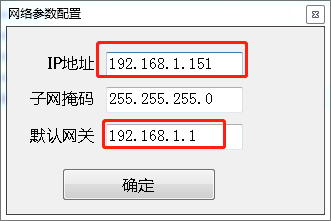 网络参数配置
IP地址 192.168.1.151
子网掩码 255.255.255.0
默认网关 192.168.1.1
确定